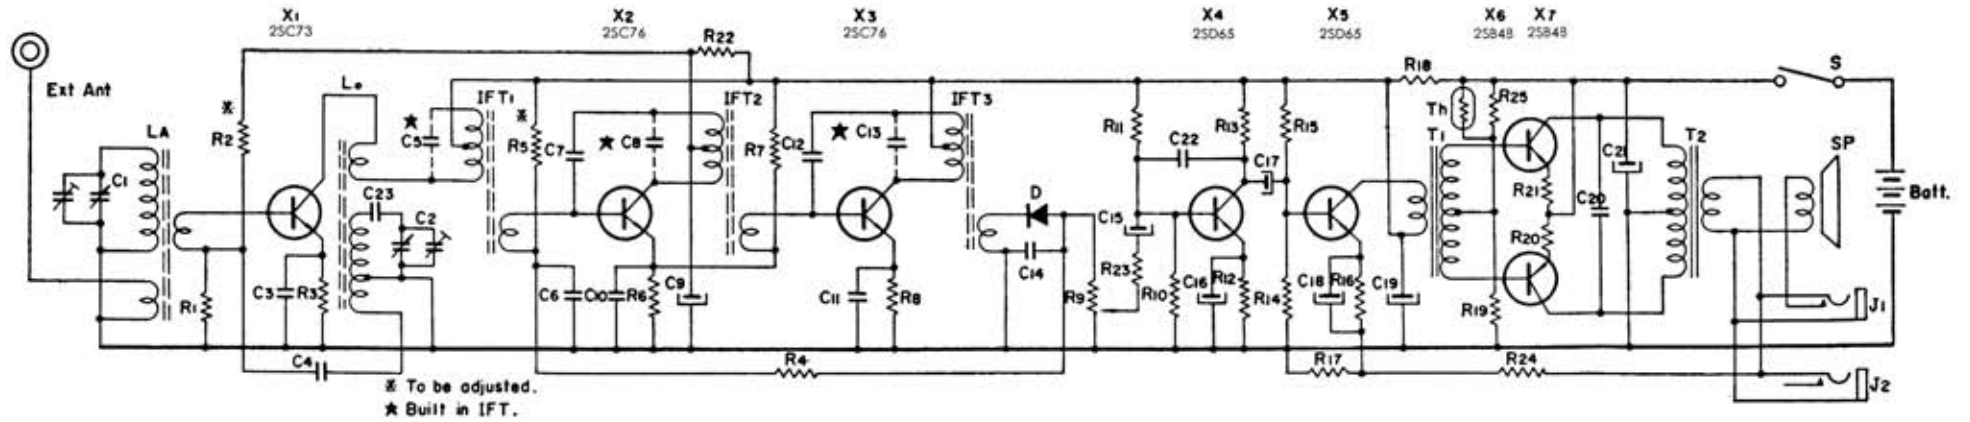 X1 X2 X3 X4 X5 X6 X7
2SC73 2SC76 2SC76 2SD65 2SD65 2SB48 2SB48
R22
Ext Ant
LA
※
R2
Lo
★
C5
IFT1
※
R5
C7
★ C8
IFT2
R7
C12
★ C13
IFT3
R11
C22
R13
C17
R15
R18
Th
R25
T1
R21
C20
C21
T2
S
SP
Batt.
C1
C23
C2
D
C15
R20
R1
C3
R3
C6
C10
R6
C9
C11
R8
C14
R9
R23
R10
C16
R12
R14
C18
R16
C19
R19
J1
C4
R4
R17
R24
J2
※ To be adjusted.
★ Built in IFT.